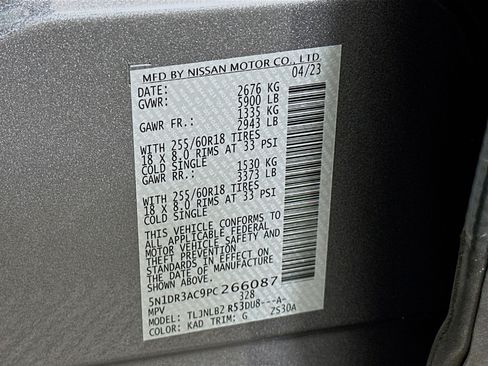 MFD BY NISSAN MOTOR CO., LTD.
DATE: 04/23
GVWR: 2676 KG
5900 LB
GAWR FR.: 1335 KG
2943 LB
WITH 255/60R18 TIRES
18 X 8.0 RIMS AT 33 PSI
COLD SINGLE
GAWR RR.: 1530 KG
3373 LB
WITH 255/60R18 TIRES
18 X 8.0 RIMS AT 33 PSI
COLD SINGLE
THIS VEHICLE CONFORMS TO
ALL APPLICABLE FEDERAL
MOTOR VEHICLE SAFETY AND
THEFT PREVENTION
STANDARDS IN EFFECT ON
THE DATE OF MANUFACTURE
5N1DR3AC9PC266087
MPV 328
MODEL: TLJNLBZ R53DU8---A-
COLOR: KAD TRIM: G ZS30A